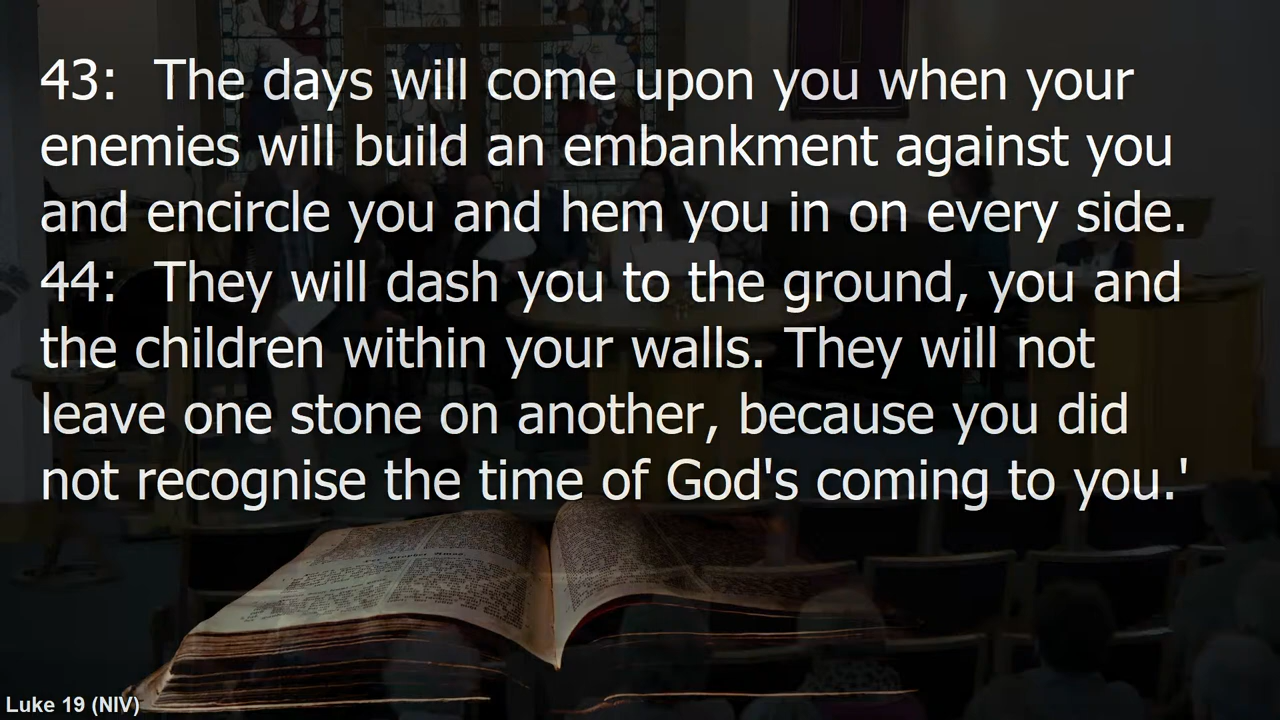 43:  The days will come upon you when your
enemies will build an embankment against you
and encircle you and hem you in on every side.
44:  They will dash you to the ground, you and
the children within your walls. They will not
leave one stone on another, because you did
not recognise the time of God's coming to you.'
Luke 19 (NIV)